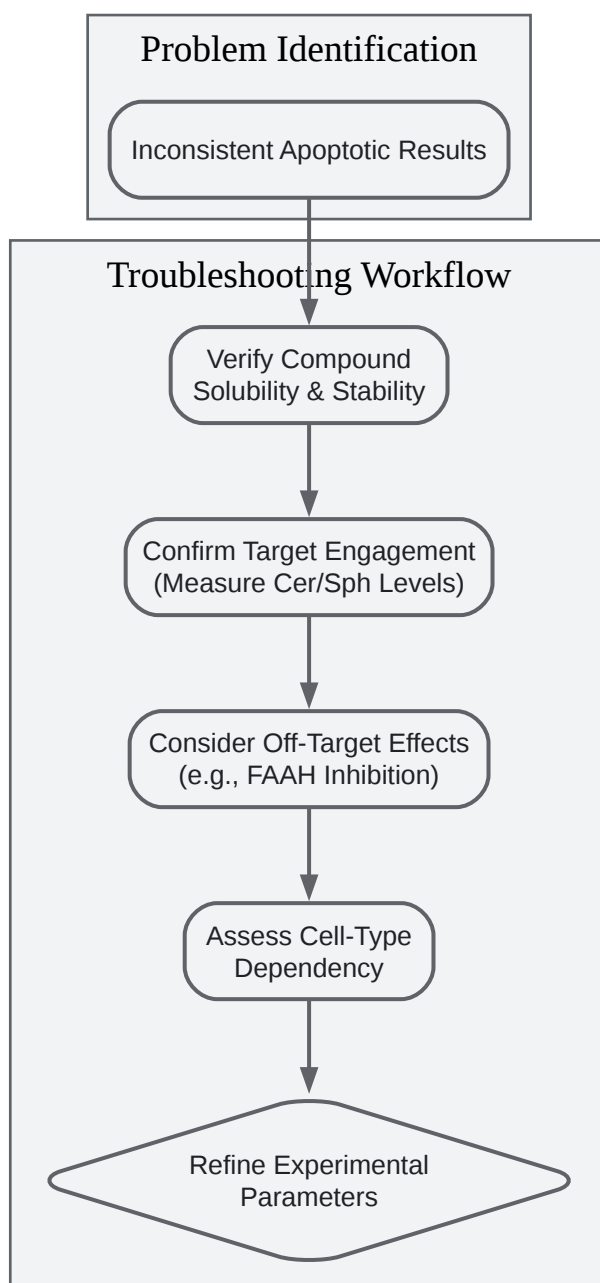 Problem Identification
Inconsistent Apoptotic Results
Troubleshooting Workflow
Verify Compound
Solubility & Stability
Confirm Target Engagement
(Measure Cer/Sph Levels)
Consider Off-Target Effects
(e.g., FAAH Inhibition)
Assess Cell-Type
Dependency
Refine Experimental
Parameters